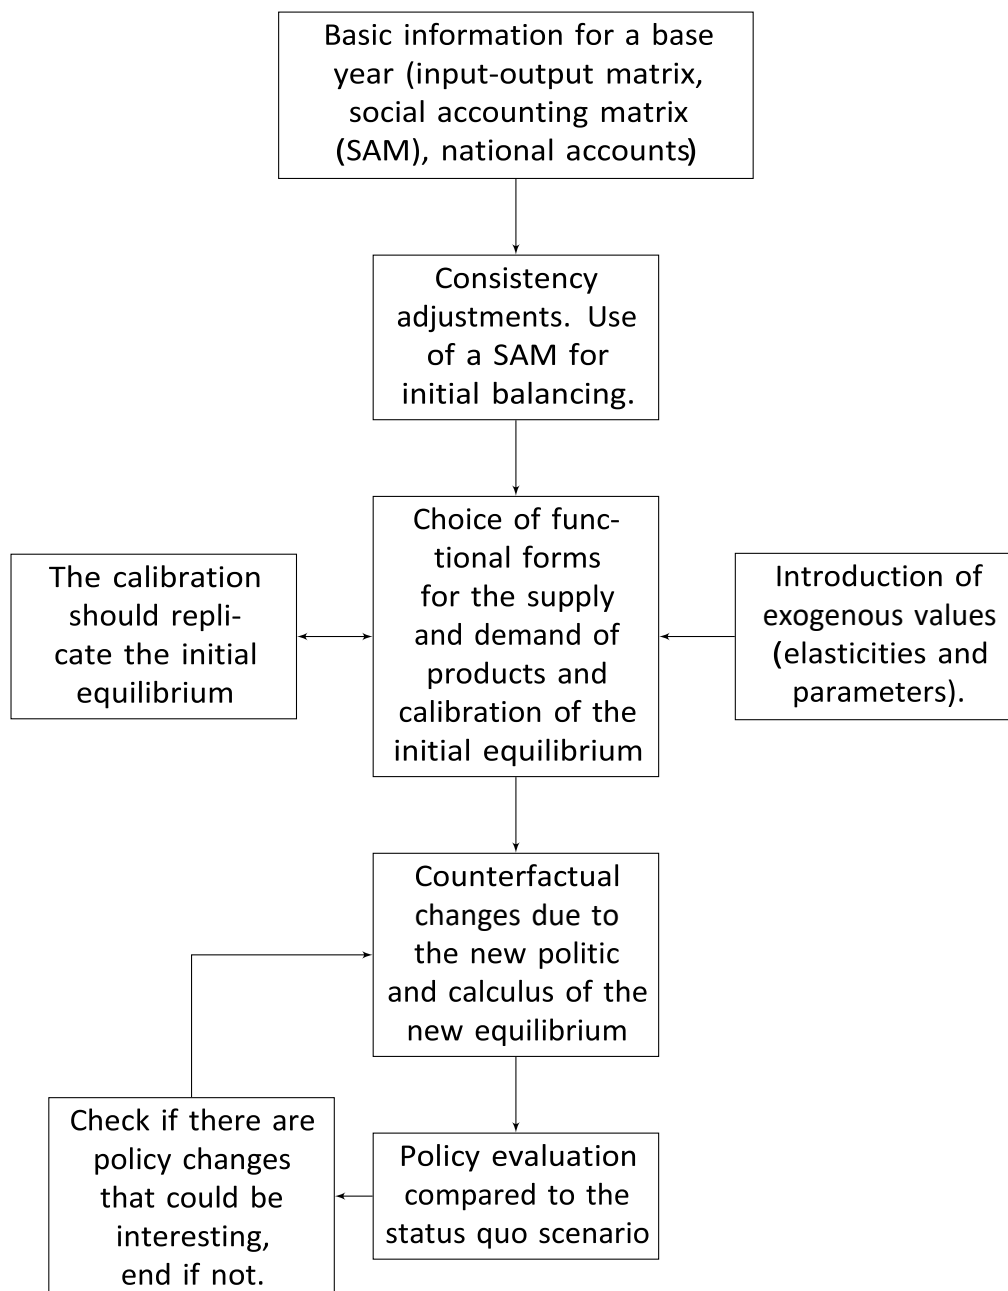 Basic information for a base
year (input-output matrix,
social accounting matrix
(SAM), national accounts)
Consistency
adjustments. Use
of a SAM for
initial balancing.
Choice of func-
tional forms
for the supply
and demand of
products and
calibration of the
initial equilibrium
The calibration
should repli-
cate the initial
equilibrium
Introduction of
exogenous values
(elasticities and
parameters).
Counterfactual
changes due to
the new politic
and calculus of the
new equilibrium
Policy evaluation
compared to the
status quo scenario
Check if there are
policy changes
that could be
interesting,
end if not.